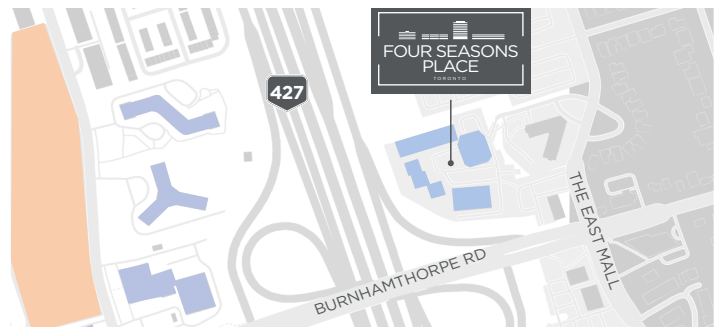 FOUR SEASONS
PLACE
TORONTO
427
THE EAST MALL
BURNHAMTHORPE RD